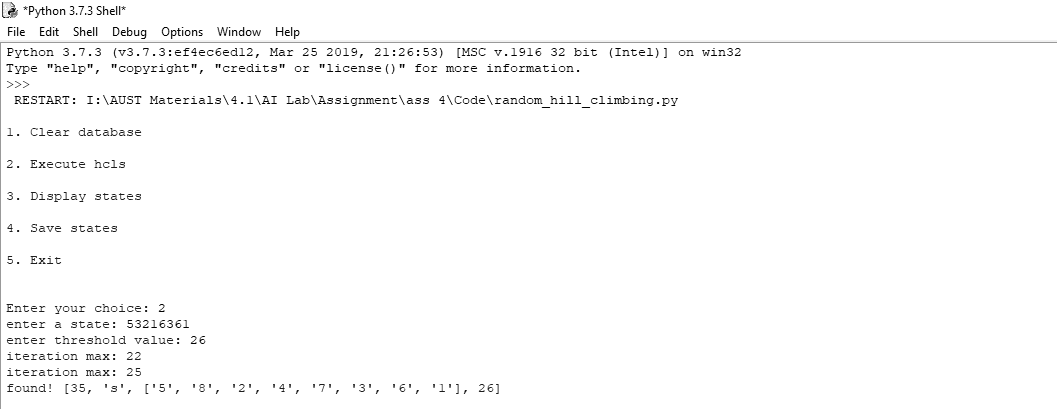 *Python 3.7.3 Shell*
File Edit Shell Debug Options Window Help
Python 3.7.3 (v3.7.3:ef4ec6ed12, Mar 25 2019, 21:26:53) [MSC v.1916 32 bit (Intel)] on win32
Type "help", "copyright", "credits" or "license()" for more information.
>>>
RESTART: I:\AUST Materials\4.1\AI Lab\Assignment\ass 4\Code\random_hill_climbing.py
1. Clear database
2. Execute hcls
3. Display states
4. Save states
5. Exit
Enter your choice: 2
enter a state: 53216361
enter threshold value: 26
iteration max: 22
iteration max: 25
found! [35, 's', ['5', '8', '2', '4', '7', '3', '6', '1'], 26]